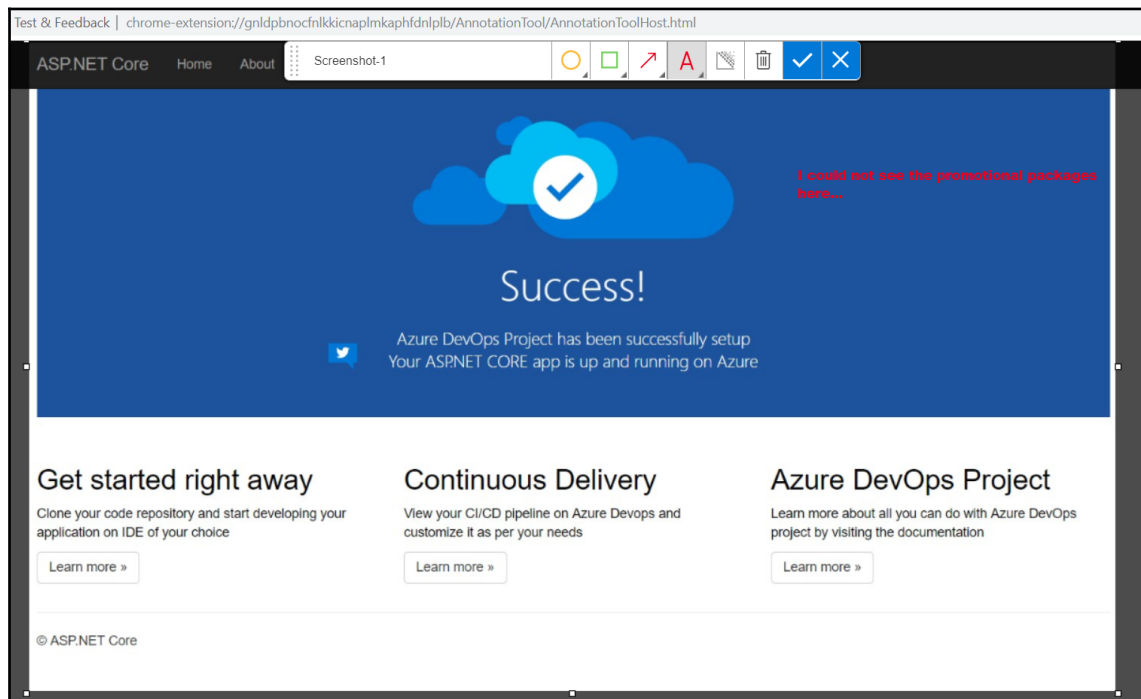 Test & Feedback | chrome-extension://gnldpbnocfnlkkicnaplmkaphfdnlplb/AnnotationTool/AnnotationToolHost.html
ASP.NET Core Home About Screenshot-1 A
I could not see the promotional packages
here...
Success!
Azure DevOps Project has been successfully setup
Your ASP.NET CORE app is up and running on Azure
Get started right away
Clone your code repository and start developing your
application on IDE of your choice
Learn more »
Continuous Delivery
View your CI/CD pipeline on Azure Devops and
customize it as per your needs
Learn more »
Azure DevOps Project
Learn more about all you can do with Azure DevOps
project by visiting the documentation
Learn more »
© ASP.NET Core